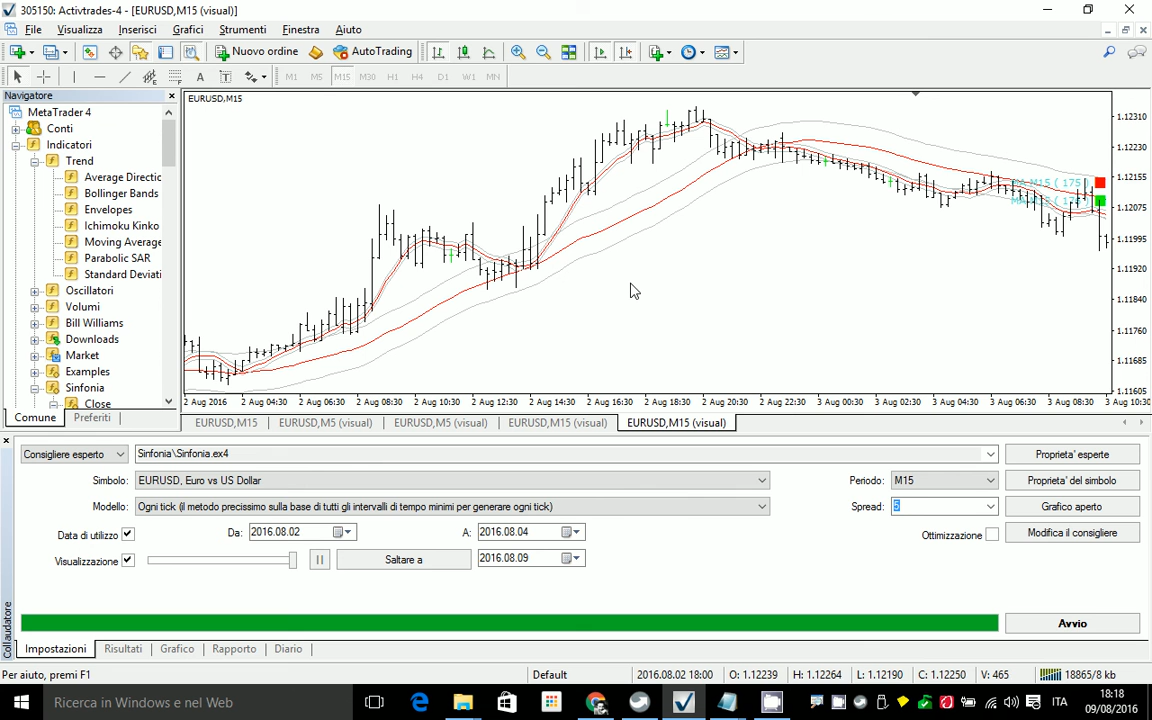 305150: Activtrades-4 - [EURUSD,M15 (visual)]
File Visualizza Inserisci Grafici Strumenti Finestra Aiuto
Nuovo ordine AutoTrading
A T M1 M5 M15 M30 H1 H4 D1 W1 MN
Navigatore
MetaTrader 4
Conti
Indicatori
Trend
Average Directic
Bollinger Bands
Envelopes
Ichimoku Kinko
Moving Average
Parabolic SAR
Standard Deviati
Oscillatori
Volumi
Bill Williams
Downloads
Market
Examples
Sinfonia
Close
Comune Preferiti
EURUSD,M15
1.12310
1.12230
1.12155
1.12075
1.11995
1.11920
1.11840
1.11760
1.11685
1.11605
2 Aug 2016 2 Aug 04:30 2 Aug 06:30 2 Aug 08:30 2 Aug 10:30 2 Aug 12:30 2 Aug 14:30 2 Aug 16:30 2 Aug 18:30 2 Aug 20:30 2 Aug 22:30 3 Aug 00:30 3 Aug 02:30 3 Aug 04:30 3 Aug 06:30 3 Aug 08:30 3 Aug 10:30
EURUSD,M15 EURUSD,M5 (visual) EURUSD,M5 (visual) EURUSD,M15 (visual) EURUSD,M15 (visual)
Consigliere esperto Sinfonia\Sinfonia.ex4 Proprieta' esperte
Simbolo: EURUSD, Euro vs US Dollar Periodo: M15 Proprieta' del simbolo
Modello: Ogni tick (il metodo precissimo sulla base di tutti gli intervalli di tempo minimi per generare ogni tick) Spread: 5 Grafico aperto
Data di utilizzo Da: 2016.08.02 A: 2016.08.04 Ottimizzazione Modifica il consigliere
Visualizzazione Saltare a 2016.08.09
Avvio
Collaudatore
Impostazioni Risultati Grafico Rapporto Diario
Per aiuto, premi F1 Default 2016.08.02 18:00 O: 1.12239 H: 1.12264 L: 1.12190 C: 1.12250 V: 465 18865/8 kb
Ricerca in Windows e nel Web ITA 18:18
09/08/2016